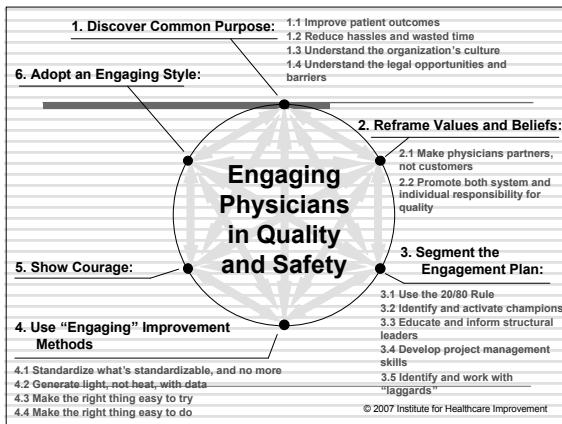 1. Discover Common Purpose:
1.1 Improve patient outcomes
1.2 Reduce hassles and wasted time
1.3 Understand the organization's culture
1.4 Understand the legal opportunities and
barriers
6. Adopt an Engaging Style:
2. Reframe Values and Beliefs:
2.1 Make physicians partners,
not customers
2.2 Promote both system and
individual responsibility for
quality
Engaging
Physicians
in Quality
and Safety
3. Segment the
Engagement Plan:
3.1 Use the 20/80 Rule
3.2 Identify and activate champions
3.3 Educate and inform structural
leaders
3.4 Develop project management
skills
3.5 Identify and work with
"laggards"
5. Show Courage:
4. Use "Engaging" Improvement
Methods
4.1 Standardize what's standardizable, and no more
4.2 Generate light, not heat, with data
4.3 Make the right thing easy to try
4.4 Make the right thing easy to do
© 2007 Institute for Healthcare Improvement